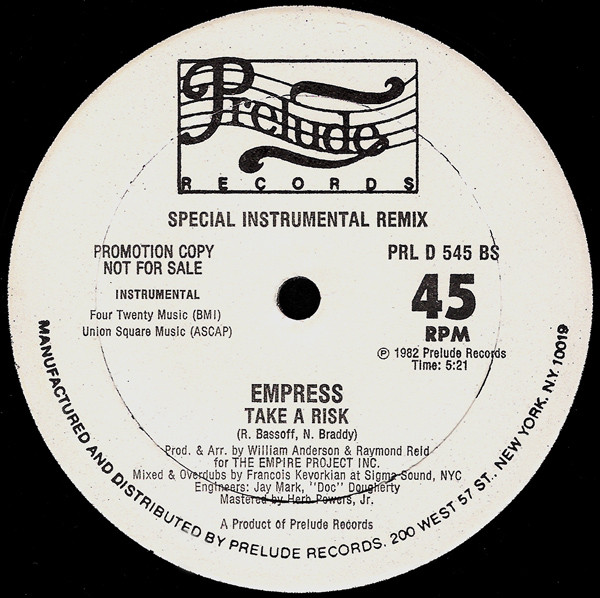 Prelude
RECORDS
SPECIAL INSTRUMENTAL REMIX
PROMOTION COPY
NOT FOR SALE
INSTRUMENTAL
Four Twenty Music (BMI)
Union Square Music (ASCAP)
PRL D 545 BS
45
RPM
Ⓟ 1982 Prelude Records
Time: 5:21
EMPRESS
TAKE A RISK
(R. Bassoff, N. Braddy)
Prod. & Arr. by William Anderson & Raymond Reid
for THE EMPIRE PROJECT INC.
Mixed & Overdubs by Francois Kevorkian at Sigma Sound, NYC
Engineers: Jay Mark, "Doc" Dougherty
Mastered by Herb Powers, Jr.
A Product of Prelude Records
MANUFACTURED AND DISTRIBUTED BY PRELUDE RECORDS. 200 WEST 57 ST., NEW YORK, N.Y. 10019